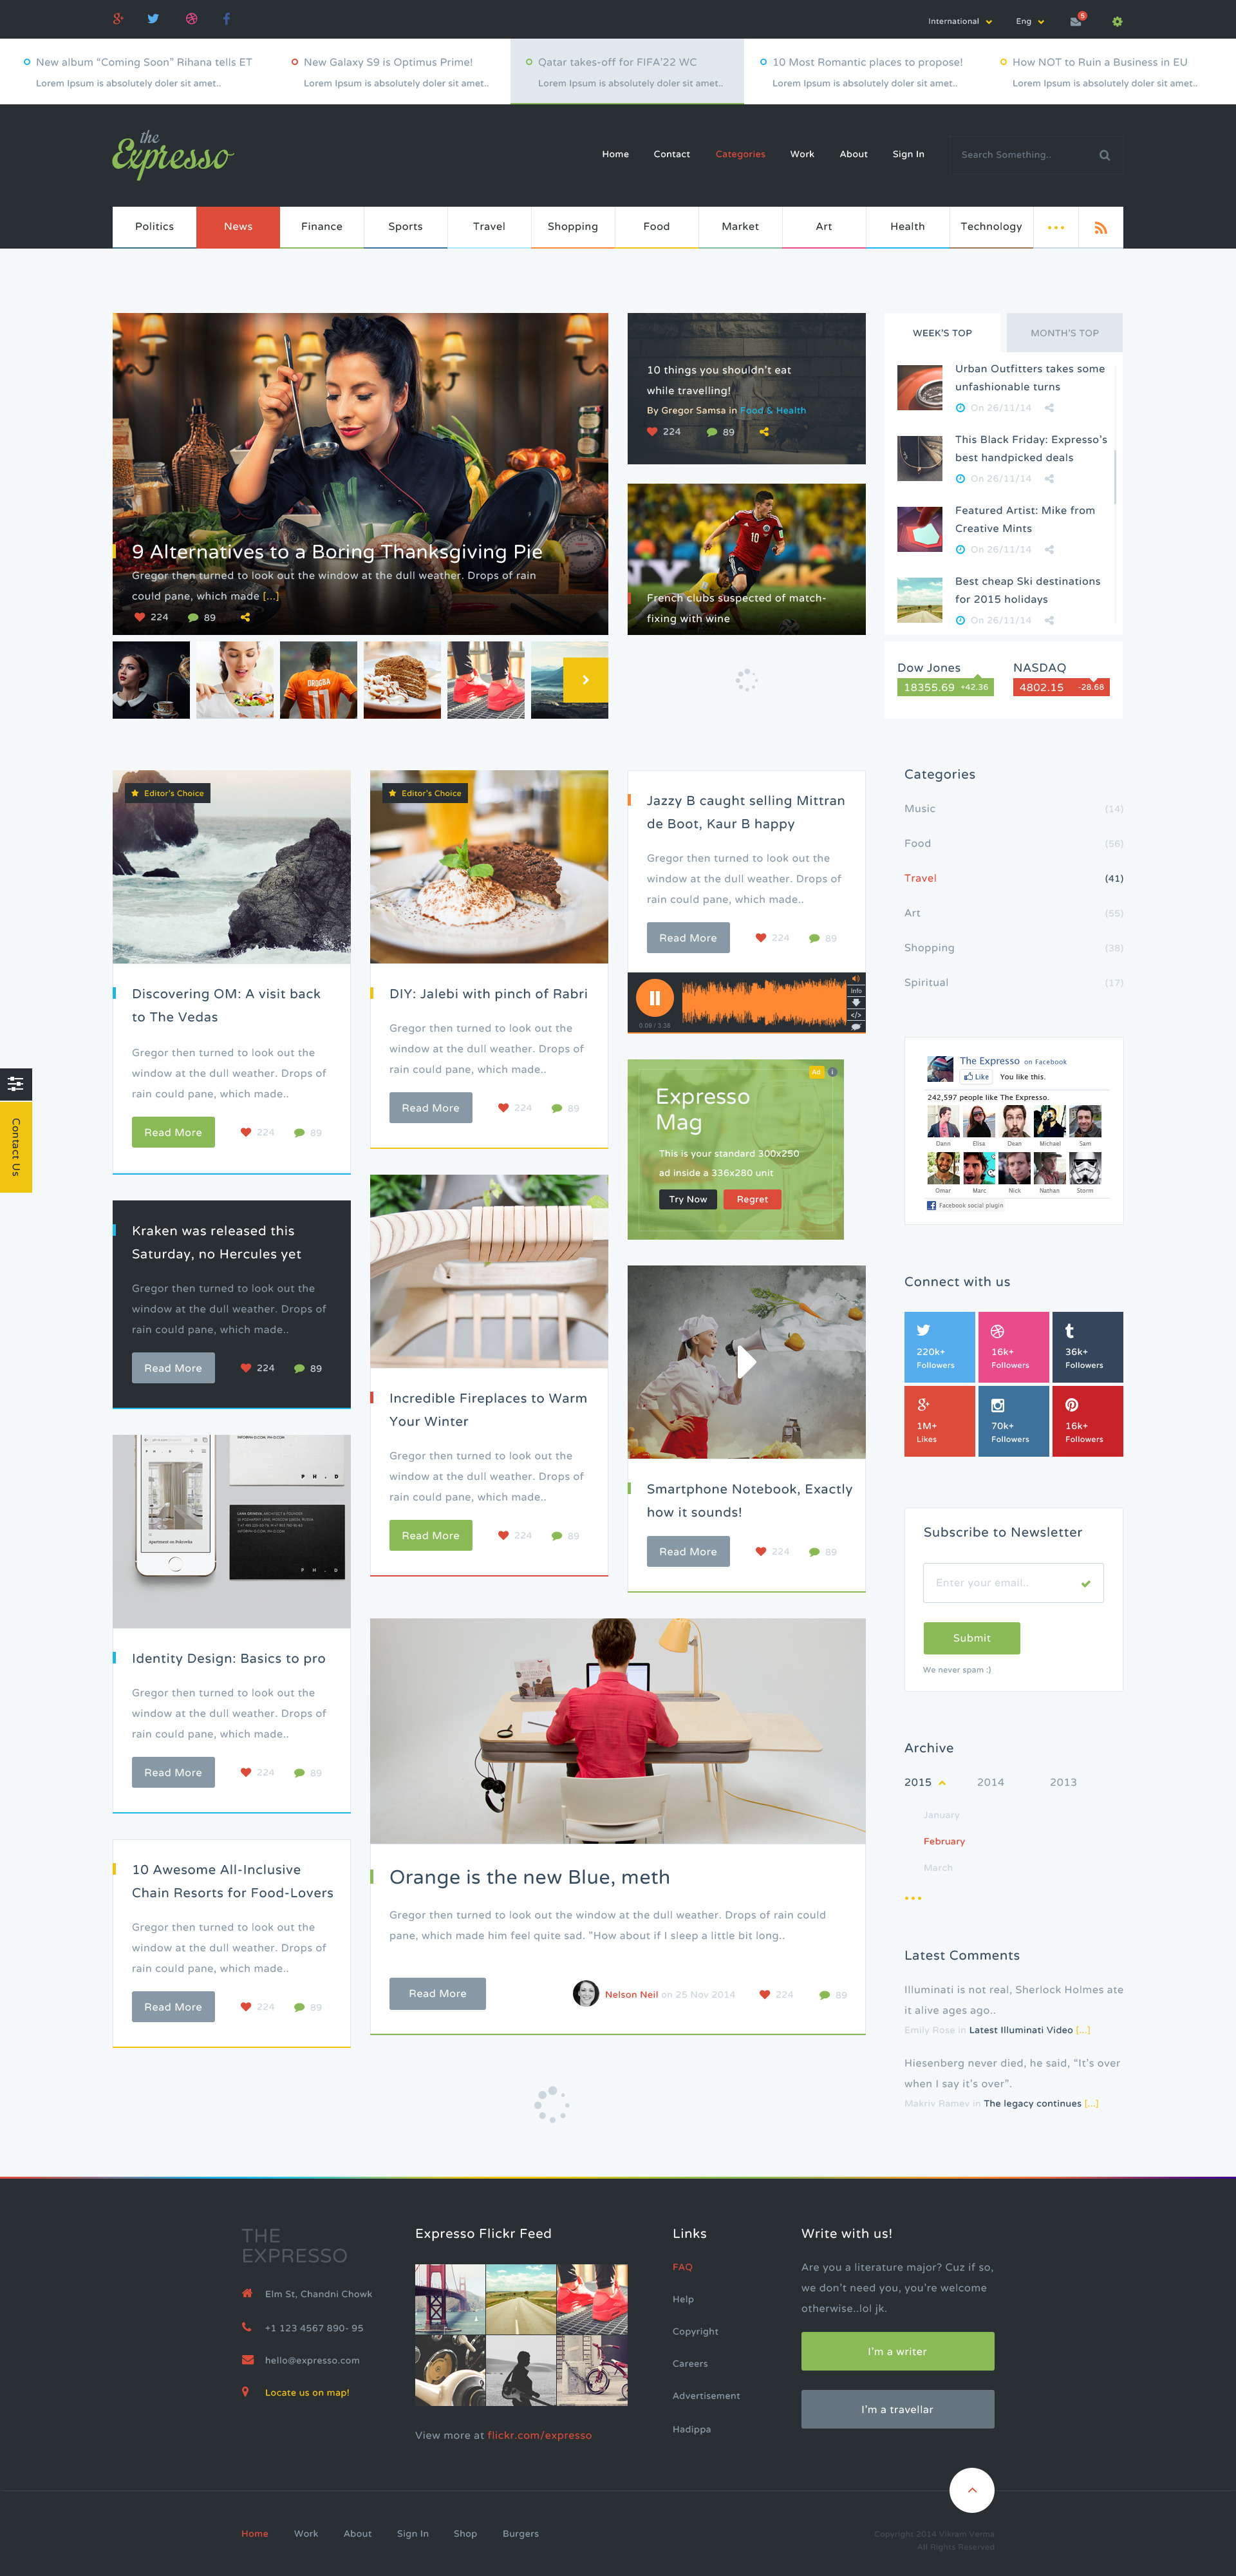 International
Eng
5
New album “Coming Soon” Rihana tells ET
Lorem Ipsum is absolutely doler sit amet..
New Galaxy S9 is Optimus Prime!
Lorem Ipsum is absolutely doler sit amet..
Qatar takes-off for FIFA’22 WC
Lorem Ipsum is absolutely doler sit amet..
10 Most Romantic places to propose!
Lorem Ipsum is absolutely doler sit amet..
How NOT to Ruin a Business in EU
Lorem Ipsum is absolutely doler sit amet..
the
Expresso
Home
Contact
Categories
Work
About
Sign In
Search Something..
Politics
News
Finance
Sports
Travel
Shopping
Food
Market
Art
Health
Technology
9 Alternatives to a Boring Thanksgiving Pie
Gregor then turned to look out the window at the dull weather. Drops of rain
could pane, which made [...]
224
89
DROGBA
11
10 things you shouldn’t eat
while travelling!
By Gregor Samsa in Food & Health
224
89
10
French clubs suspected of match-
fixing with wine
WEEK’S TOP
MONTH’S TOP
Urban Outfitters takes some
unfashionable turns
On 26/11/14
This Black Friday: Expresso’s
best handpicked deals
On 26/11/14
Featured Artist: Mike from
Creative Mints
On 26/11/14
Best cheap Ski destinations
for 2015 holidays
On 26/11/14
Dow Jones
18355.69 +42.36
NASDAQ
4802.15 -28.68
Editor’s Choice
Discovering OM: A visit back
to The Vedas
Gregor then turned to look out the
window at the dull weather. Drops of
rain could pane, which made..
Read More
224
89
Kraken was released this
Saturday, no Hercules yet
Gregor then turned to look out the
window at the dull weather. Drops of
rain could pane, which made..
Read More
224
89
Apartment on Pokrovka
PH.D
PH.D
Identity Design: Basics to pro
Gregor then turned to look out the
window at the dull weather. Drops of
rain could pane, which made..
Read More
224
89
10 Awesome All-Inclusive
Chain Resorts for Food-Lovers
Gregor then turned to look out the
window at the dull weather. Drops of
rain could pane, which made..
Read More
224
89
Editor’s Choice
DIY: Jalebi with pinch of Rabri
Gregor then turned to look out the
window at the dull weather. Drops of
rain could pane, which made..
Read More
224
89
Incredible Fireplaces to Warm
Your Winter
Gregor then turned to look out the
window at the dull weather. Drops of
rain could pane, which made..
Read More
224
89
Jazzy B caught selling Mittran
de Boot, Kaur B happy
Gregor then turned to look out the
window at the dull weather. Drops of
rain could pane, which made..
Read More
224
89
0.09 / 3.38
Info
</>
Ad
i
Expresso
Mag
This is your standard 300x250
ad inside a 336x280 unit
Try Now
Regret
Smartphone Notebook, Exactly
how it sounds!
Read More
224
89
Orange is the new Blue, meth
Gregor then turned to look out the window at the dull weather. Drops of rain could
pane, which made him feel quite sad. “How about if I sleep a little bit long..
Read More
Nelson Neil on 25 Nov 2014
224
89
Contact Us
Categories
Music (14)
Food (56)
Travel (41)
Art (55)
Shopping (38)
Spiritual (17)
The Expresso on Facebook
Like
You like this.
242,597 people like The Expresso.
Dann
Elisa
Dean
Michael
Sam
Omar
Marc
Nick
Nathan
Storm
Facebook social plugin
Connect with us
220k+
Followers
16k+
Followers
36k+
Followers
1M+
Likes
70k+
Followers
16k+
Followers
Subscribe to Newsletter
Enter your email..
Submit
We never spam :)
Archive
2015
2014
2013
January
February
March
Latest Comments
Illuminati is not real, Sherlock Holmes ate
it alive ages ago..
Emily Rose in Latest Illuminati Video [...]
Hiesenberg never died, he said, “It’s over
when I say it’s over”.
Makriv Ramev in The legacy continues [...]
THE
EXPRESSO
Elm St, Chandni Chowk
+1 123 4567 890- 95
hello@expresso.com
Locate us on map!
Expresso Flickr Feed
View more at flickr.com/expresso
Links
FAQ
Help
Copyright
Careers
Advertisement
Hadippa
Write with us!
Are you a literature major? Cuz if so,
we don’t need you, you’re welcome
otherwise..lol jk.
I’m a writer
I’m a travellar
Home
Work
About
Sign In
Shop
Burgers
Copyright 2014 Vikram Verma
All Rights Reserved